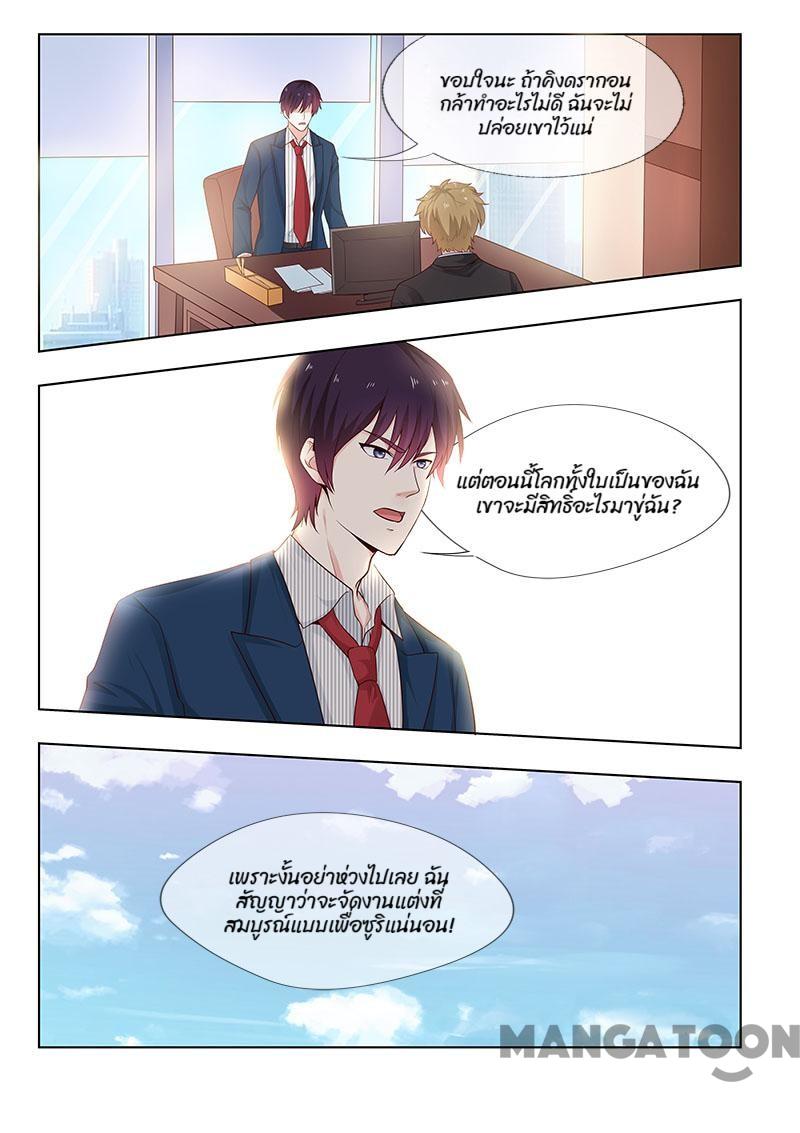 ขอบใจนะ ถ้าคิงดรากอน
กล้าทำอะไรไม่ดี ฉันจะไม่
ปล่อยเขาไว้แน่
แต่ตอนนี้โลกทั้งใบเป็นของฉัน
เขาจะมีสิทธิ์อะไรมาขู่ฉัน?
เพราะงั้นอย่าห่วงไปเลย ฉัน
สัญญาว่าจะจัดงานแต่งที่
สมบูรณ์แบบเพื่อซูริแน่นอน!
MANGATOON